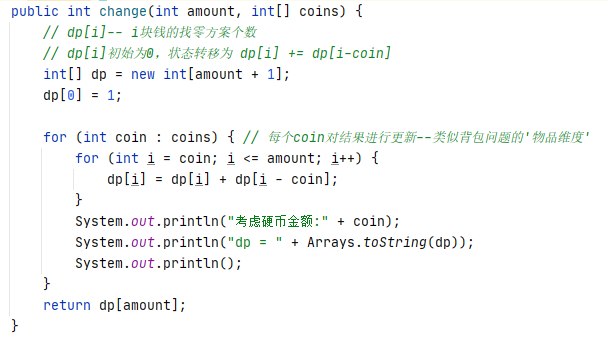 public int change(int amount, int[] coins) {
    // dp[i]-- i块钱的找零方案个数
    // dp[i]初始为0，状态转移为 dp[i] += dp[i-coin]
    int[] dp = new int[amount + 1];
    dp[0] = 1;

    for (int coin : coins) { // 每个coin对结果进行更新--类似背包问题的'物品维度'
        for (int i = coin; i <= amount; i++) {
            dp[i] = dp[i] + dp[i - coin];
        }
        System.out.println("考虑硬币金额:" + coin);
        System.out.println("dp = " + Arrays.toString(dp));
        System.out.println();
    }
    return dp[amount];
}